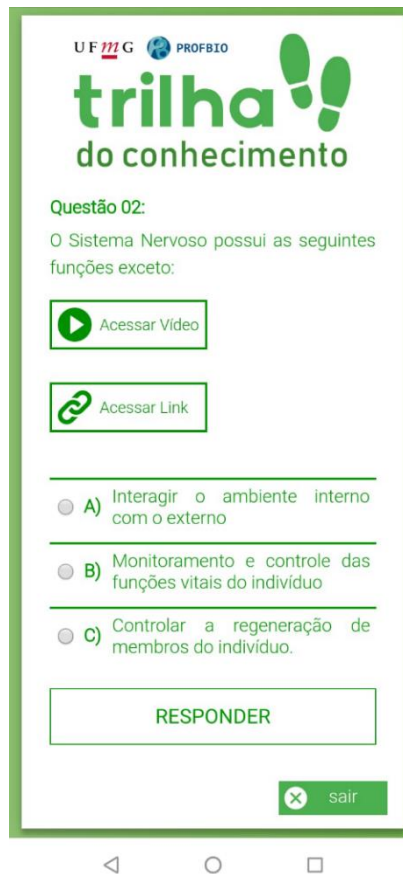 UFMG PROFBIO
trilha
do conhecimento
Questão 02:
O Sistema Nervoso possui as seguintes
funções exceto:
Acessar Vídeo
Acessar Link
A) Interagir o ambiente interno
com o externo
B) Monitoramento e controle das
funções vitais do indivíduo
C) Controlar a regeneração de
membros do indivíduo.
RESPONDER
sair